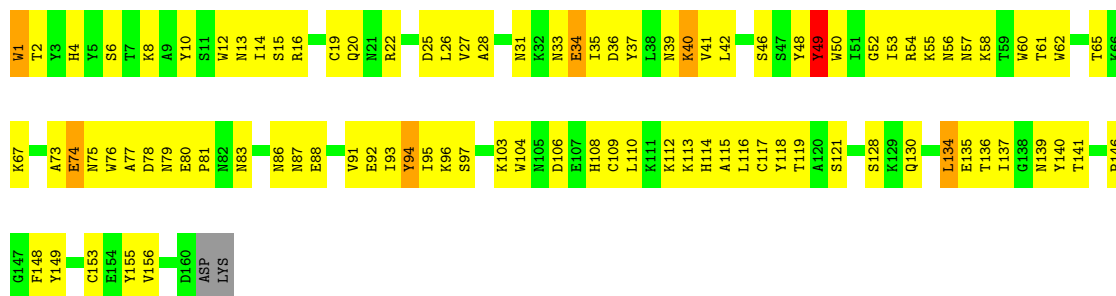 W1 T2 Y3 H4 Y5 S6 T7 K8 A9 Y10 S11 W12 N13 I14 S15 R16 C19 Q20 N21 R22 D25 L26 V27 A28 N31 K32 N33 E34 I35 D36 Y37 L38 N39 K40 V41 L42 S46 S47 Y48 Y49 W50 I51 G52 I53 R54 K55 N56 N57 K58 T59 W60 T61 W62 T65 K66
K67 A73 E74 N75 W76 A77 D78 N79 E80 P81 N82 N83 N86 N87 E88 V91 E92 I93 Y94 I95 K96 S97 K103 W104 N105 D106 E107 H108 C109 L110 K111 K112 K113 H114 A115 L116 C117 Y118 T119 A120 S121 S128 K129 Q130 L134 E135 T136 I137 G138 N139 Y140 T141
G147 F148 Y149 C153 E154 Y155 V156 D160 ASP LYS